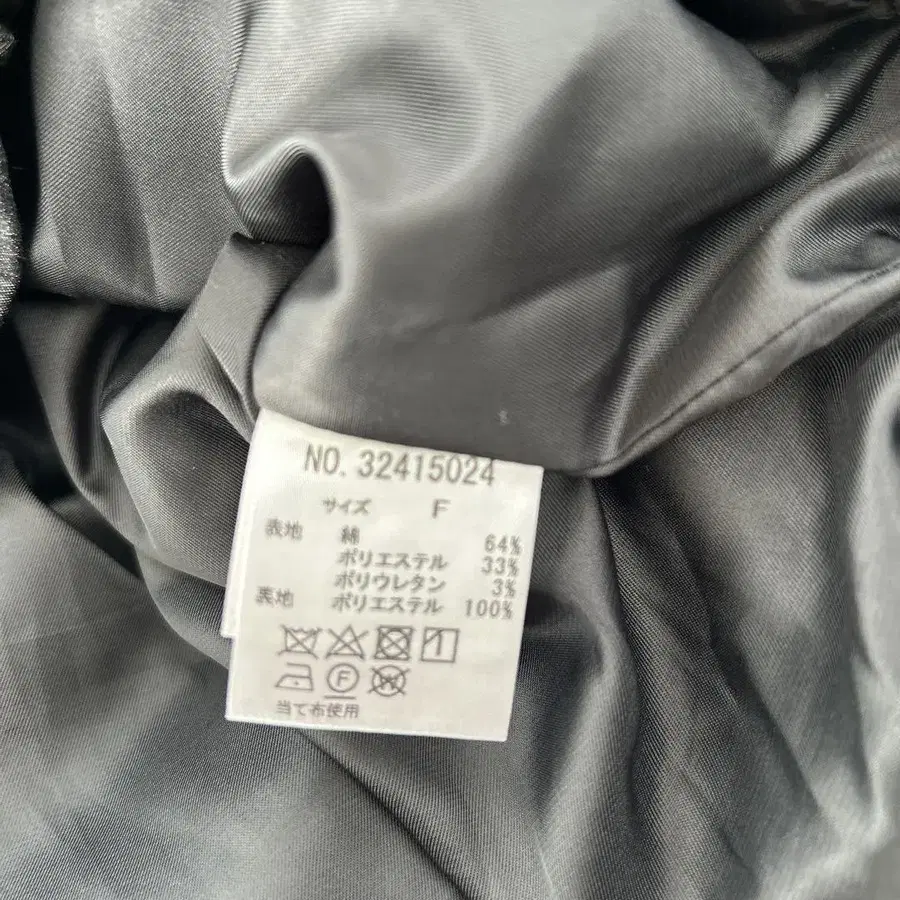 NO. 32415024
サイズ F
表地 綿 64%
ポリエステル 33%
ポリウレタン 3%
裏地 ポリエステル 100%
F W
当て布使用